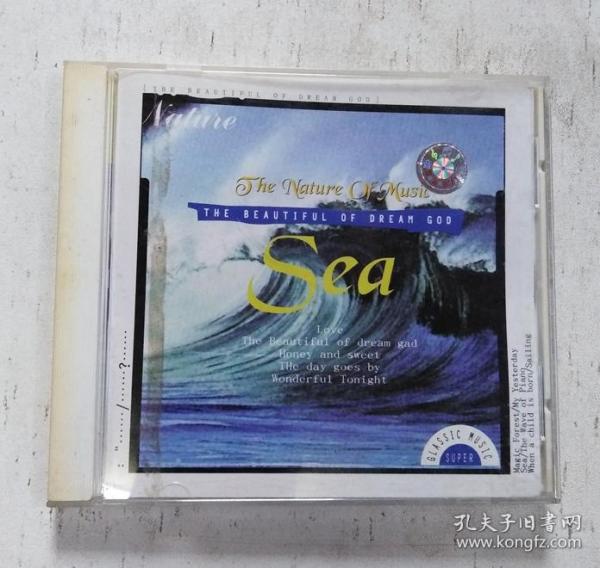 [THE BEAUTIFUL OF DREAM GOD]
Nature
The Nature Of Music
THE BEAUTIFUL OF DREAM GOD
Sea
Love
The Beautiful of dream gad
Honey and sweet
THe day goes by
Wonderful Tonight
CLASSIC MUSIC
SUPER
Magic Forest/My Yesterday
Sea/The Wave of Piano
When a child is born/Sailing
孔夫子旧书网
www.kongfz.com